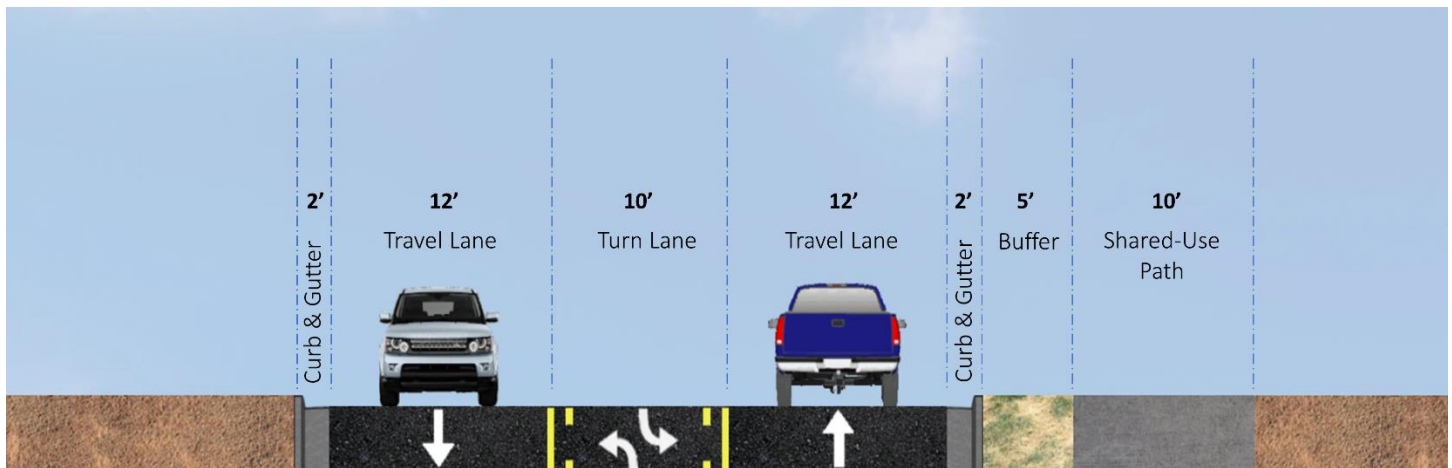 2’
Curb & Gutter
12’
Travel Lane
10’
Turn Lane
12’
Travel Lane
2’
Curb & Gutter
5’
Buffer
10’
Shared-Use
Path